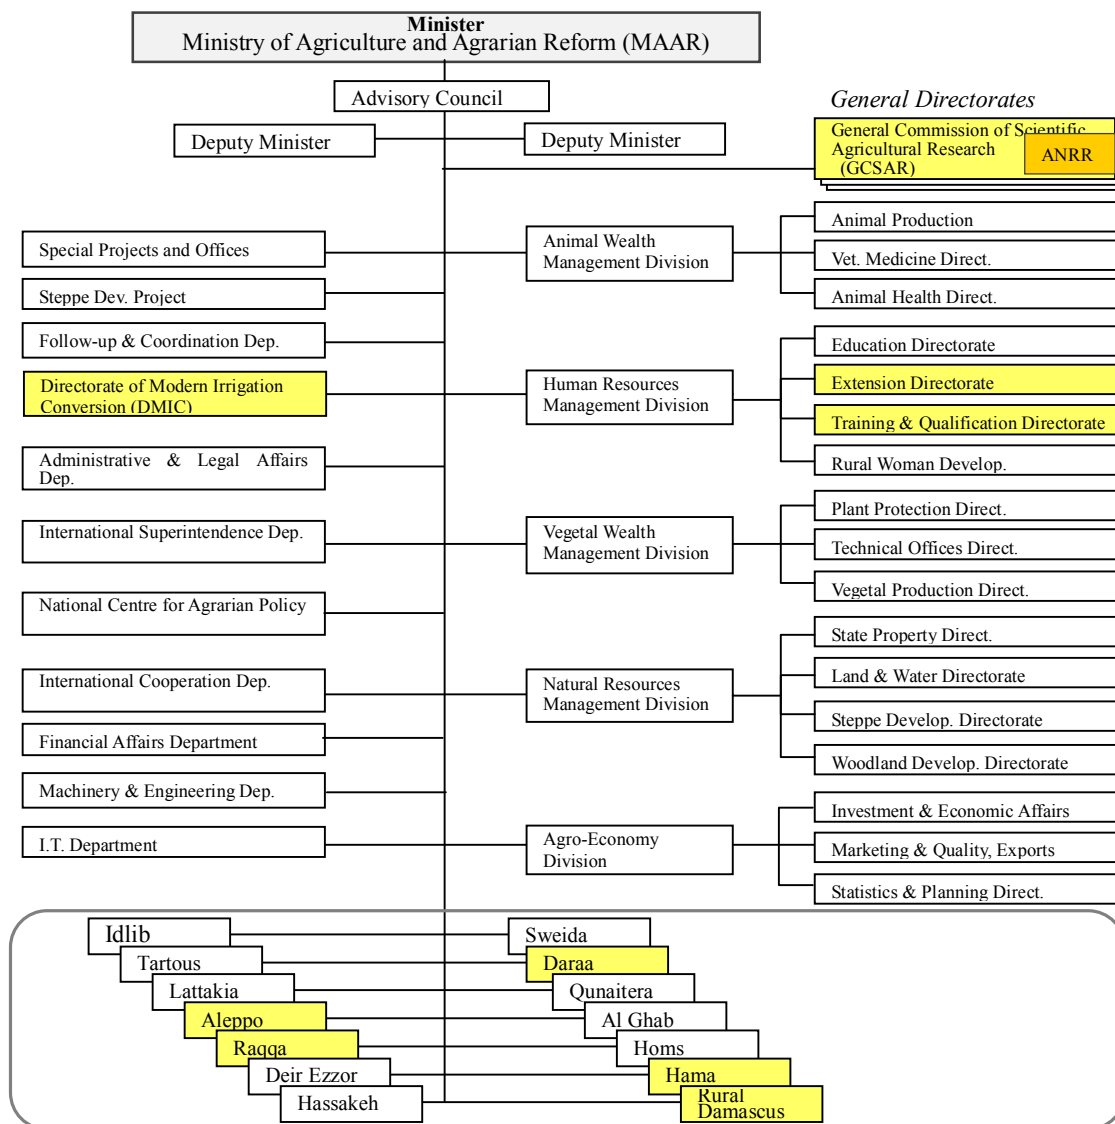 Minister
Ministry of Agriculture and Agrarian Reform (MAAR)
Advisory Council
Deputy Minister
Deputy Minister
General Directorates
General Commission of Scientific
Agricultural Research
(GCSAR)
ANRR
Special Projects and Offices
Steppe Dev. Project
Follow-up & Coordination Dep.
Directorate of Modern Irrigation
Conversion (DMIC)
Administrative & Legal Affairs
Dep.
International Superintendence Dep.
National Centre for Agrarian Policy
International Cooperation Dep.
Financial Affairs Department
Machinery & Engineering Dep.
I.T. Department
Animal Wealth
Management Division
Animal Production
Vet. Medicine Direct.
Animal Health Direct.
Human Resources
Management Division
Education Directorate
Extension Directorate
Training & Qualification Directorate
Rural Woman Develop.
Vegetal Wealth
Management Division
Plant Protection Direct.
Technical Offices Direct.
Vegetal Production Direct.
Natural Resources
Management Division
State Property Direct.
Land & Water Directorate
Steppe Develop. Directorate
Woodland Develop. Directorate
Agro-Economy
Division
Investment & Economic Affairs
Marketing & Quality, Exports
Statistics & Planning Direct.
Idlib
Tartous
Lattakia
Aleppo
Raqqa
Deir Ezzor
Hassakeh
Sweida
Daraa
Qunaitera
Al Ghab
Homs
Hama
Rural
Damascus